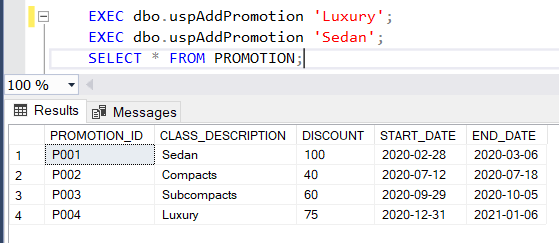 EXEC dbo.uspAddPromotion 'Luxury';
EXEC dbo.uspAddPromotion 'Sedan';
SELECT * FROM PROMOTION;
100 %
Results Messages
PROMOTION_ID CLASS_DESCRIPTION DISCOUNT START_DATE END_DATE
1 P001 Sedan 100 2020-02-28 2020-03-06
2 P002 Compacts 40 2020-07-12 2020-07-18
3 P003 Subcompacts 60 2020-09-29 2020-10-05
4 P004 Luxury 75 2020-12-31 2021-01-06